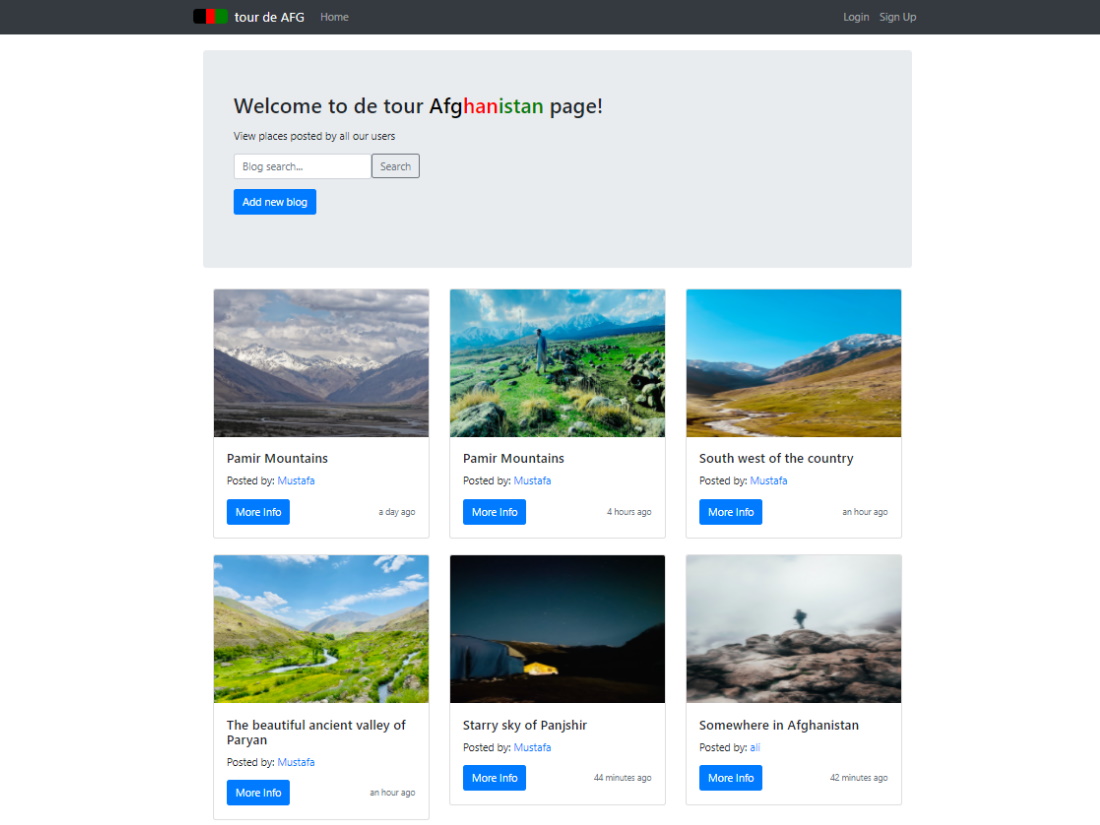 tour de AFG Home Login Sign Up
Welcome to de tour Afghanistan page!
View places posted by all our users
Blog search... Search
Add new blog
Pamir Mountains
Posted by: Mustafa
More Info a day ago
Pamir Mountains
Posted by: Mustafa
More Info 4 hours ago
South west of the country
Posted by: Mustafa
More Info an hour ago
The beautiful ancient valley of
Paryan
Posted by: Mustafa
More Info an hour ago
Starry sky of Panjshir
Posted by: Mustafa
More Info 44 minutes ago
Somewhere in Afghanistan
Posted by: ali
More Info 42 minutes ago